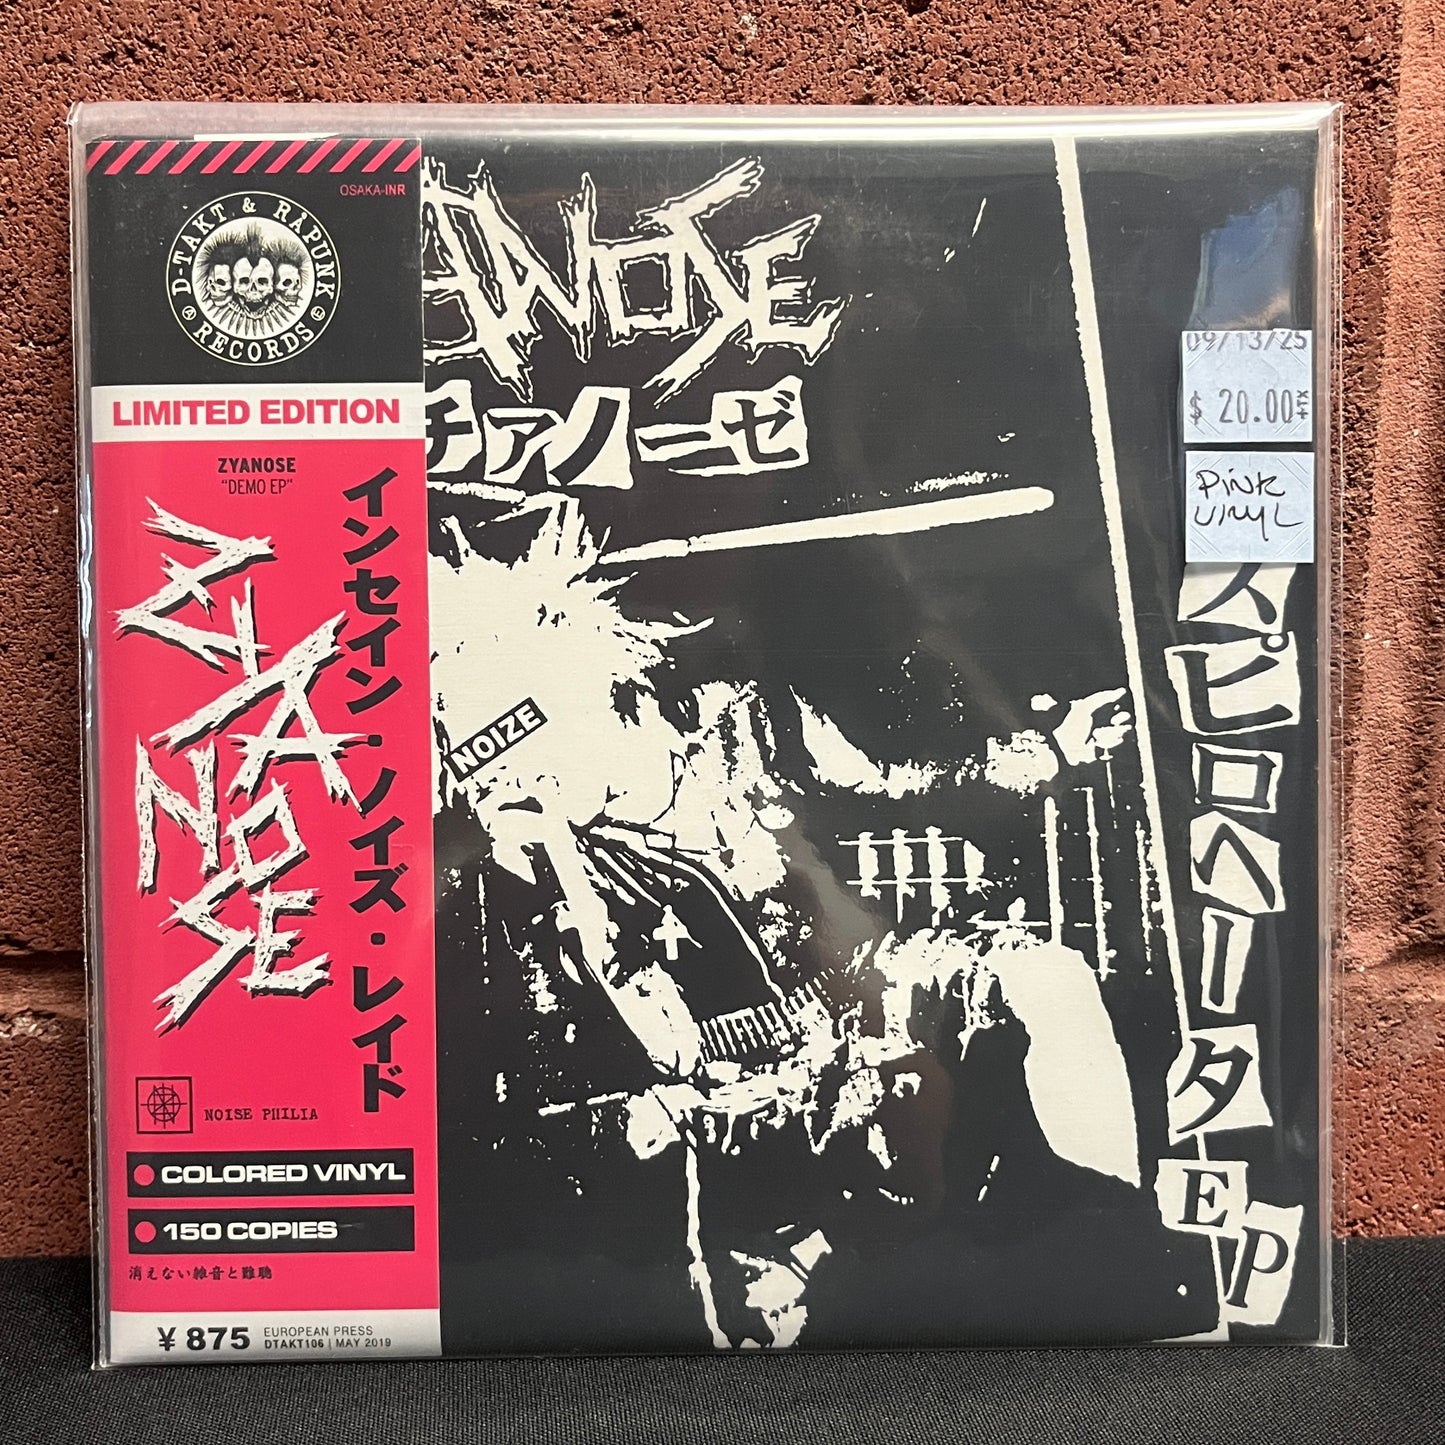 OSAKA-INR
D-TAKT & RÅPUNK
RECORDS
LIMITED EDITION
ZYANOSE
"DEMO EP"
ZYANOSE
インセイン・ノイズ・レイド
NOISE PHILIA
COLORED VINYL
150 COPIES
消えない雑音と難聴
¥ 875
EUROPEAN PRESS
DTAKT106 | MAY 2019
ANOSE
チアノーゼ
NOIZE
09/13/25
$ 20.00
Pink
Vinyl
スピロヘータ EP